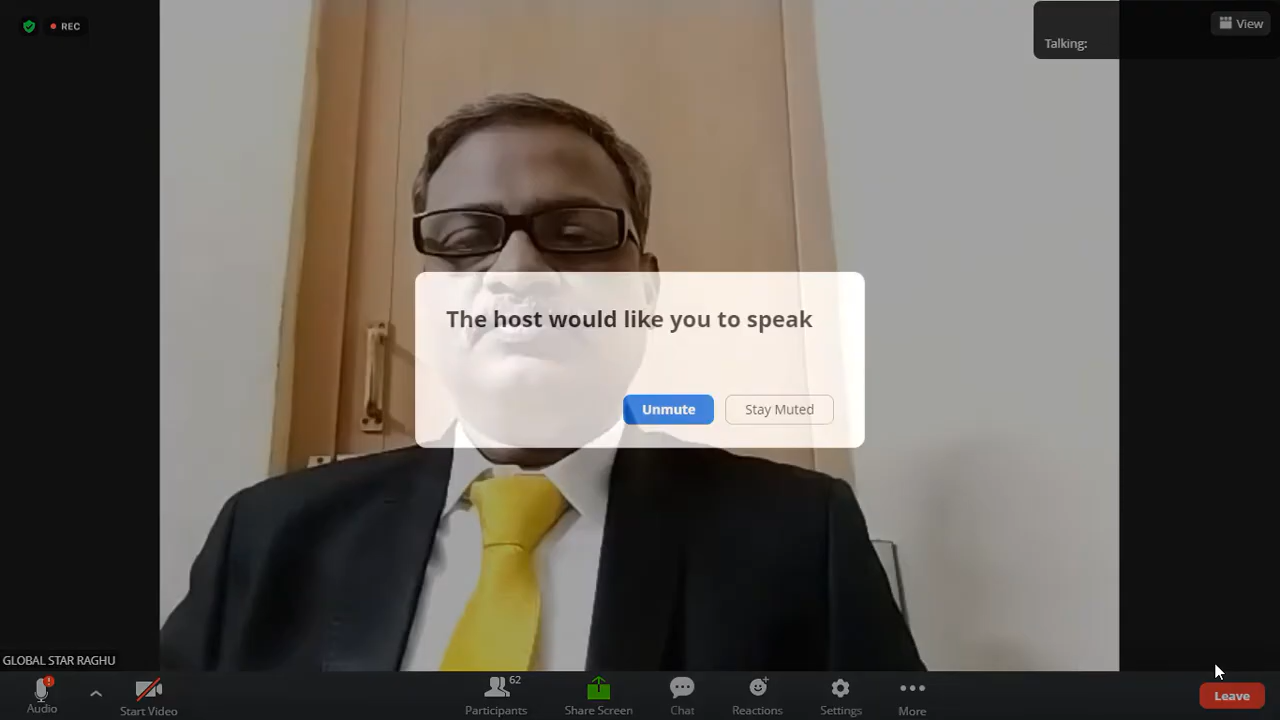 REC
Talking:
View
The host would like you to speak
Unmute
Stay Muted
GLOBAL STAR RAGHU
Audio
Start Video
62
Participants
Share Screen
Chat
Reactions
Settings
More
Leave